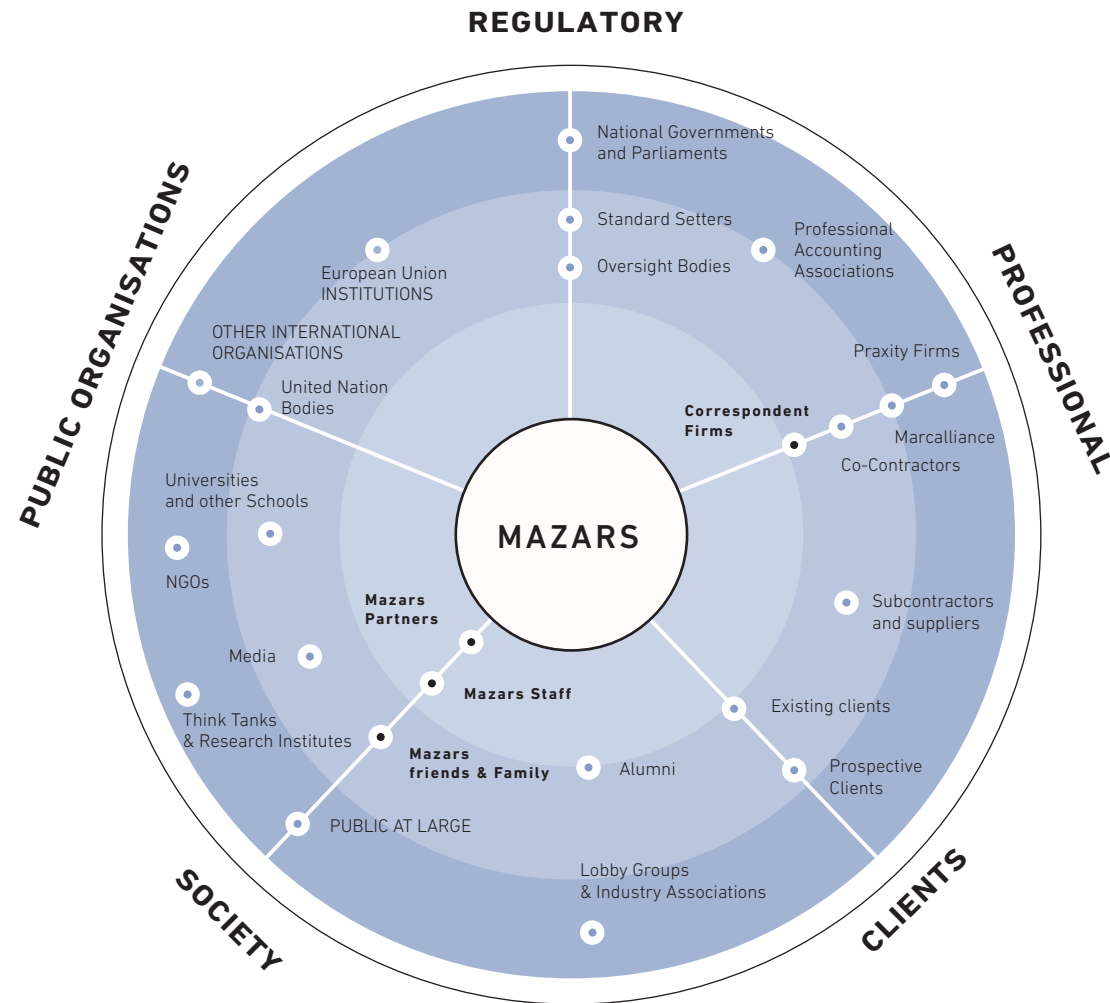 REGULATORY
National Governments
and Parliaments
Standard Setters
Oversight Bodies
Professional
Accounting
Associations
PROFESSIONAL
Praxity Firms
Correspondent
Firms
Marcalliance
Co-Contractors
European Union
INSTITUTIONS
OTHER INTERNATIONAL
ORGANISATIONS
United Nation
Bodies
PUBLIC ORGANISATIONS
MAZARS
Universities
and other Schools
NGOs
Mazars
Partners
Media
Mazars Staff
Think Tanks
& Research Institutes
Mazars
friends & Family
PUBLIC AT LARGE
Subcontractors
and suppliers
Existing clients
Prospective
Clients
Alumni
Lobby Groups
& Industry Associations
SOCIETY
CLIENTS